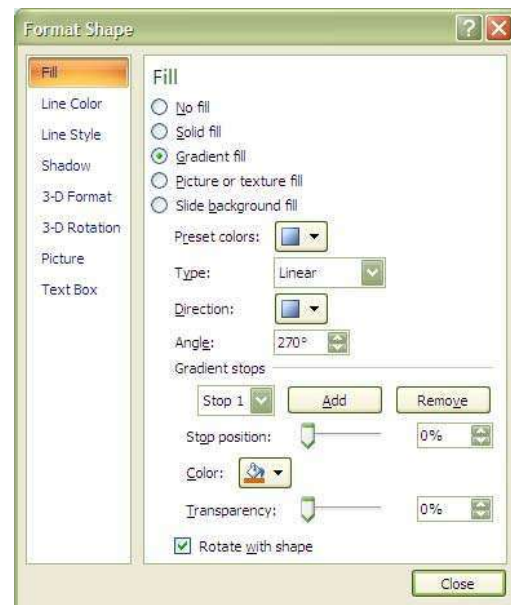 Format Shape
Fill
Line Color
Line Style
Shadow
3-D Format
3-D Rotation
Picture
Text Box
Fill
No fill
Solid fill
Gradient fill
Picture or texture fill
Slide background fill
Preset colors:
Type: Linear
Direction:
Angle: 270°
Gradient stops
Stop 1 Add Remove
Stop position: 0%
Color:
Transparency: 0%
Rotate with shape
Close